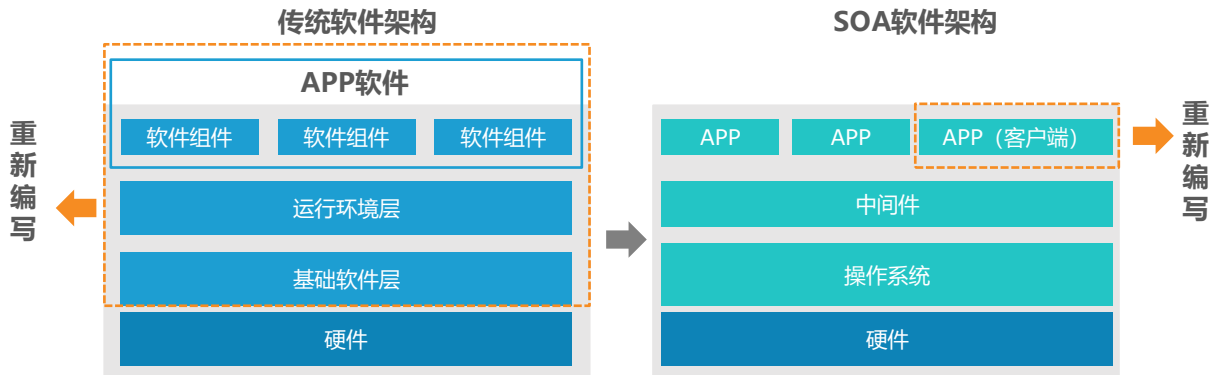 传统软件架构
APP软件
软件组件
软件组件
软件组件
运行环境层
基础软件层
硬件
重新编写
SOA软件架构
APP
APP
APP（客户端）
中间件
操作系统
硬件
重新编写